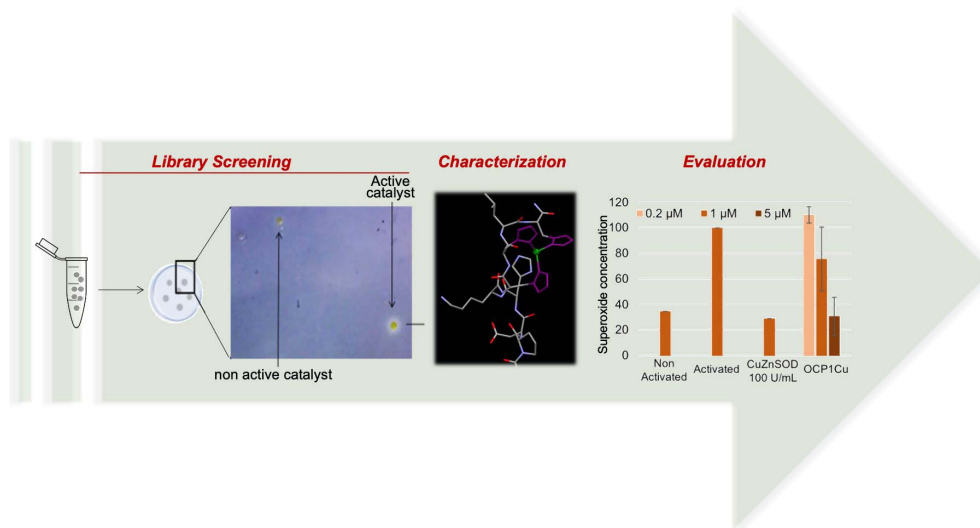 Library Screening
Characterization
Evaluation
Active
catalyst
non active catalyst
Superoxide concentration
120
100
80
60
40
20
0
0.2 µM
1 µM
5 µM
Non
Activated
Activated
CuZnSOD
100 U/mL
OCP1Cu